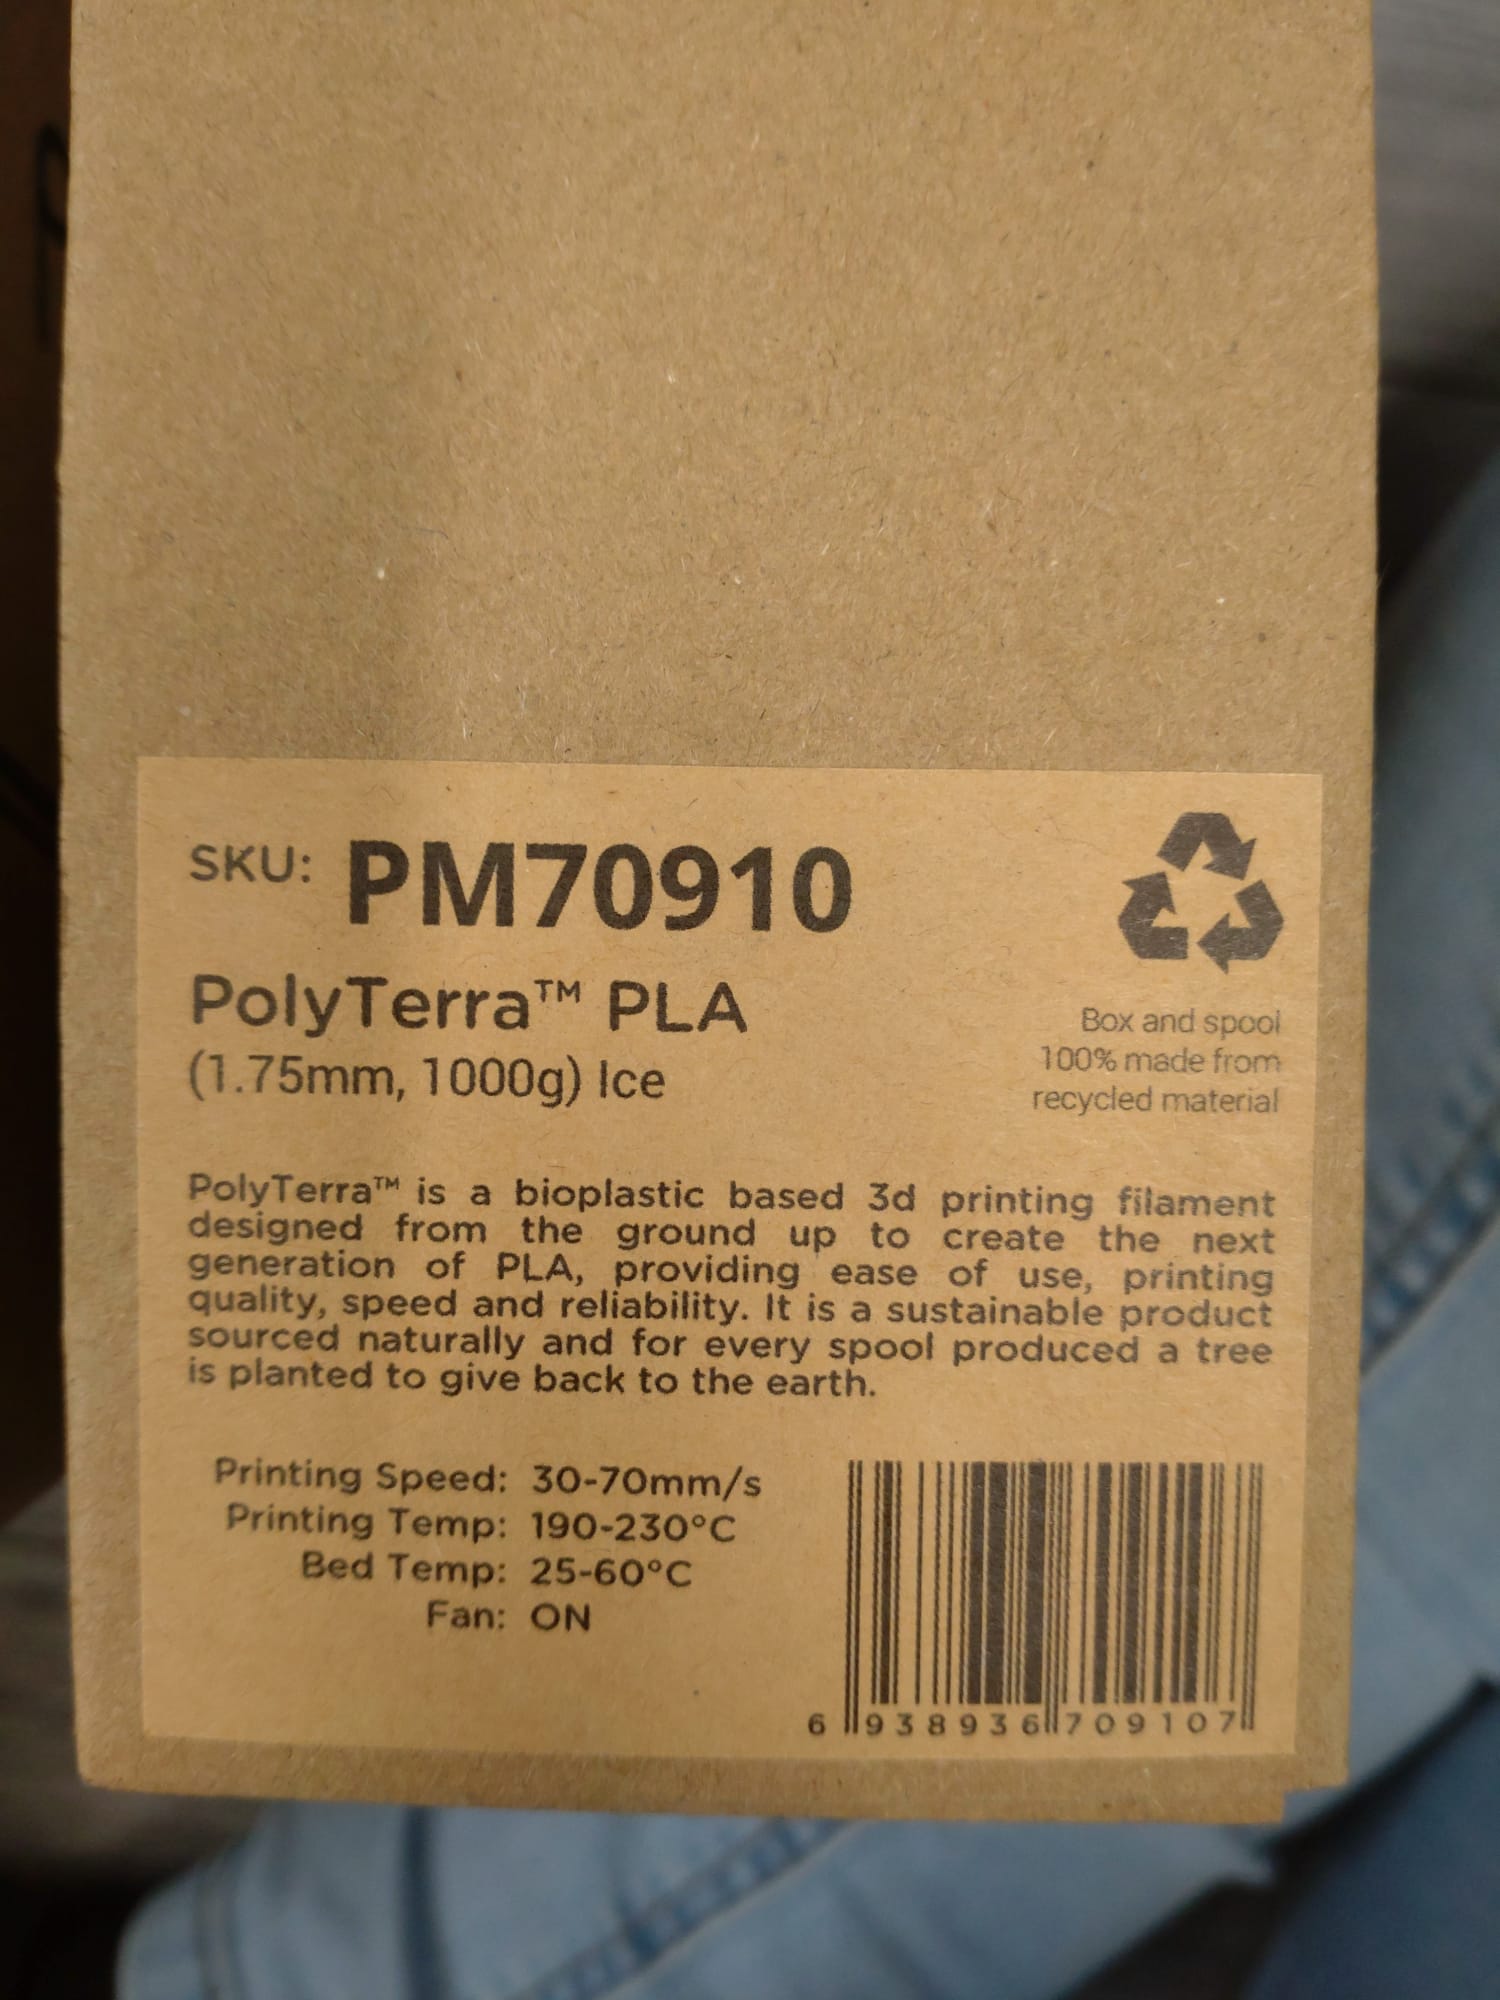 SKU: PM70910
PolyTerra™ PLA
(1.75mm, 1000g) Ice
Box and spool
100% made from
recycled material
PolyTerra™ is a bioplastic based 3d printing filament
designed from the ground up to create the next
generation of PLA, providing ease of use, printing
quality, speed and reliability. It is a sustainable product
sourced naturally and for every spool produced a tree
is planted to give back to the earth.
Printing Speed: 30-70mm/s
Printing Temp: 190-230°C
Bed Temp: 25-60°C
Fan: ON
6 938936 709107